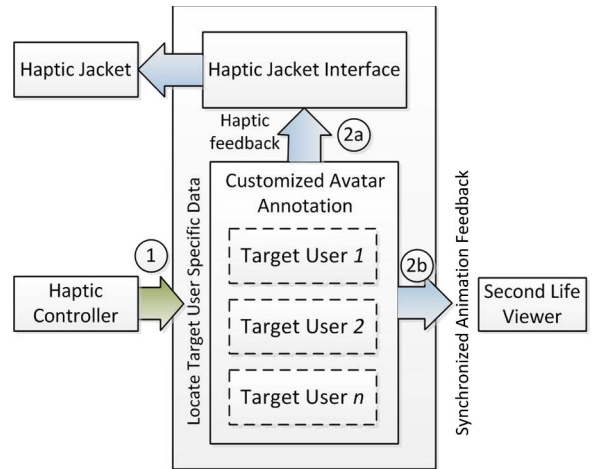 Haptic Jacket
Haptic Jacket Interface
Haptic
feedback
2a
Customized Avatar
Annotation
Target User 1
Target User 2
Target User n
Locate Target User Specific Data
1
Haptic
Controller
2b
Synchronized Animation Feedback
Second Life
Viewer